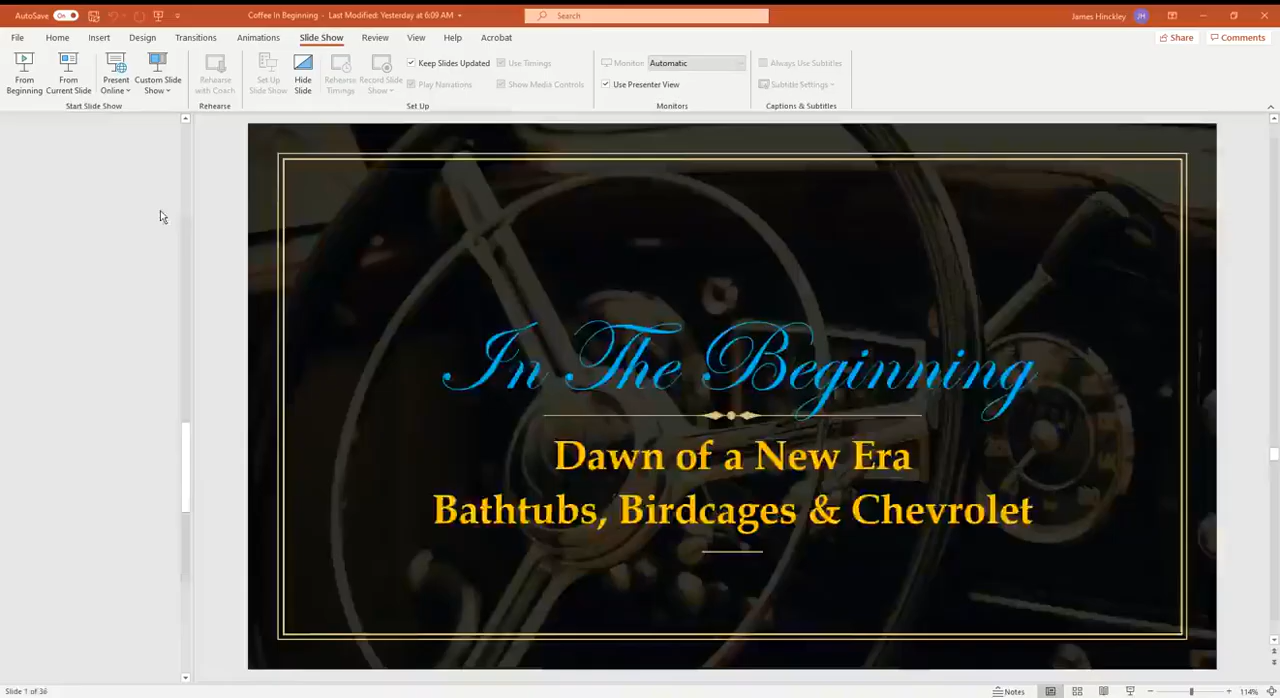 AutoSave On Coffee In Beginning - Last Modified: Yesterday at 6:09 AM Search James Hinckley JH
File Home Insert Design Transitions Animations Slide Show Review View Help Acrobat Share Comments
From Beginning From Current Slide Present Online Custom Slide Show Rehearse with Coach Set Up Slide Show Hide Slide Rehearse Timings Record Slide Show Keep Slides Updated Use Timings Monitor Automatic Always Use Subtitles
Play Narrations Show Media Controls Use Presenter View Subtitle Settings
Start Slide Show Rehearse Set Up Monitors Captions & Subtitles
In The Beginning
Dawn of a New Era
Bathtubs, Birdcages & Chevrolet
Slide 1 of 36 Notes 114%